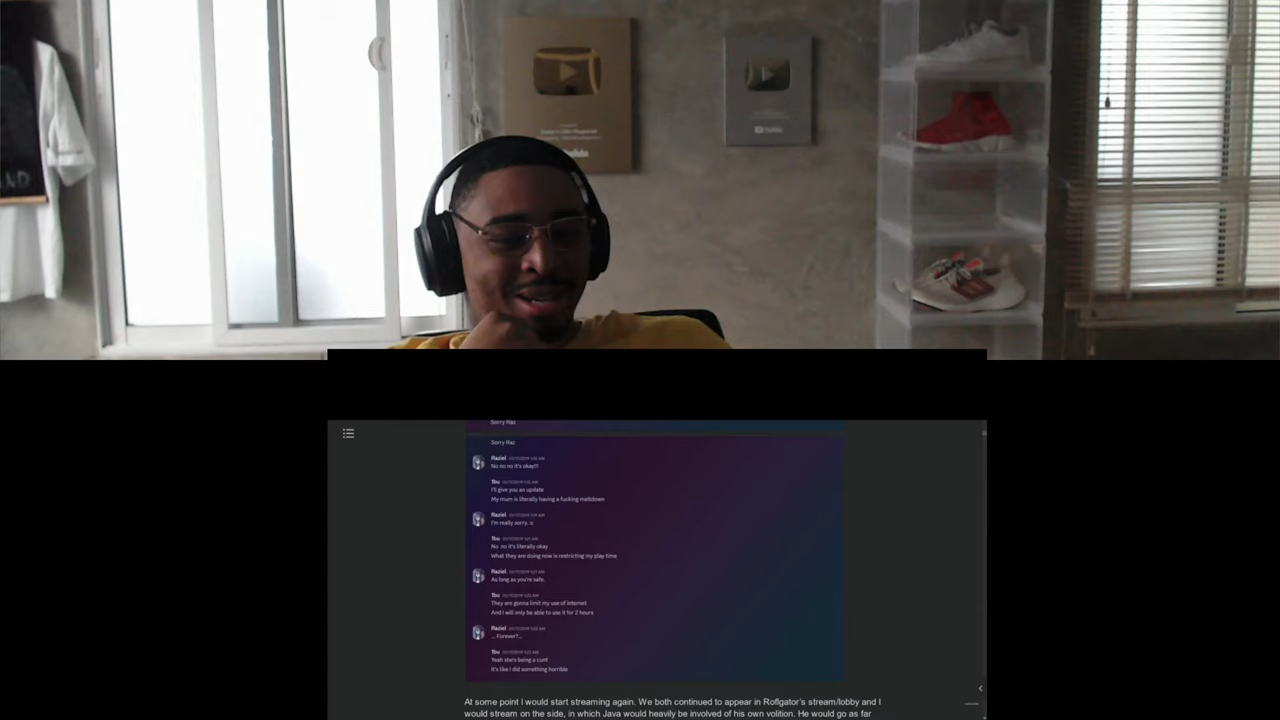 ND
YouTube
Sorry Raz
Sorry Raz
Raziel
No no no it's okay!!!
Tou
I'll give you an update
My mum is literally having a fucking meltdown
Raziel
I'm really sorry. :c
Tou
No no it's literally okay
What they are doing now is restricting my play time
Raziel
As long as you're safe.
Tou
They are gonna limit my use of internet
And I will only be able to use it for 2 hours
Raziel
... Forever?...
Tou
Yeah she's being a cunt
It's like I did something horrible
At some point I would start streaming again. We both continued to appear in Roflgator's stream/lobby and I
would stream on the side, in which Java would heavily be involved of his own volition. He would go as far